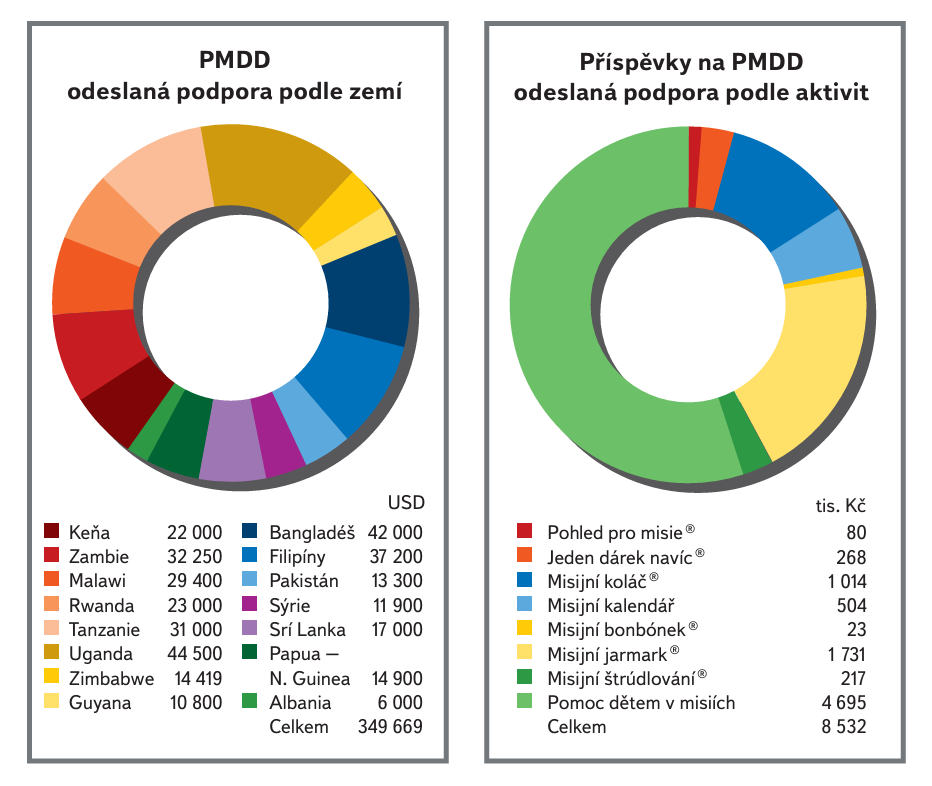 PMDD
odeslaná podpora podle zemí
USD
Keňa 22 000
Zambie 32 250
Malawi 29 400
Rwanda 23 000
Tanzanie 31 000
Uganda 44 500
Zimbabwe 14 419
Guyana 10 800
Bangladéš 42 000
Filipíny 37 200
Pakistán 13 300
Sýrie 11 900
Srí Lanka 17 000
Papua –
N. Guinea 14 900
Albania 6 000
Celkem 349 669
Příspěvky na PMDD
odeslaná podpora podle aktivit
tis. Kč
Pohled pro misie® 80
Jeden dárek navíc® 268
Misijní koláč® 1 014
Misijní kalendář 504
Misijní bonbónek® 23
Misijní jarmark® 1 731
Misijní štrúdlování® 217
Pomoc dětem v misiích 4 695
Celkem 8 532